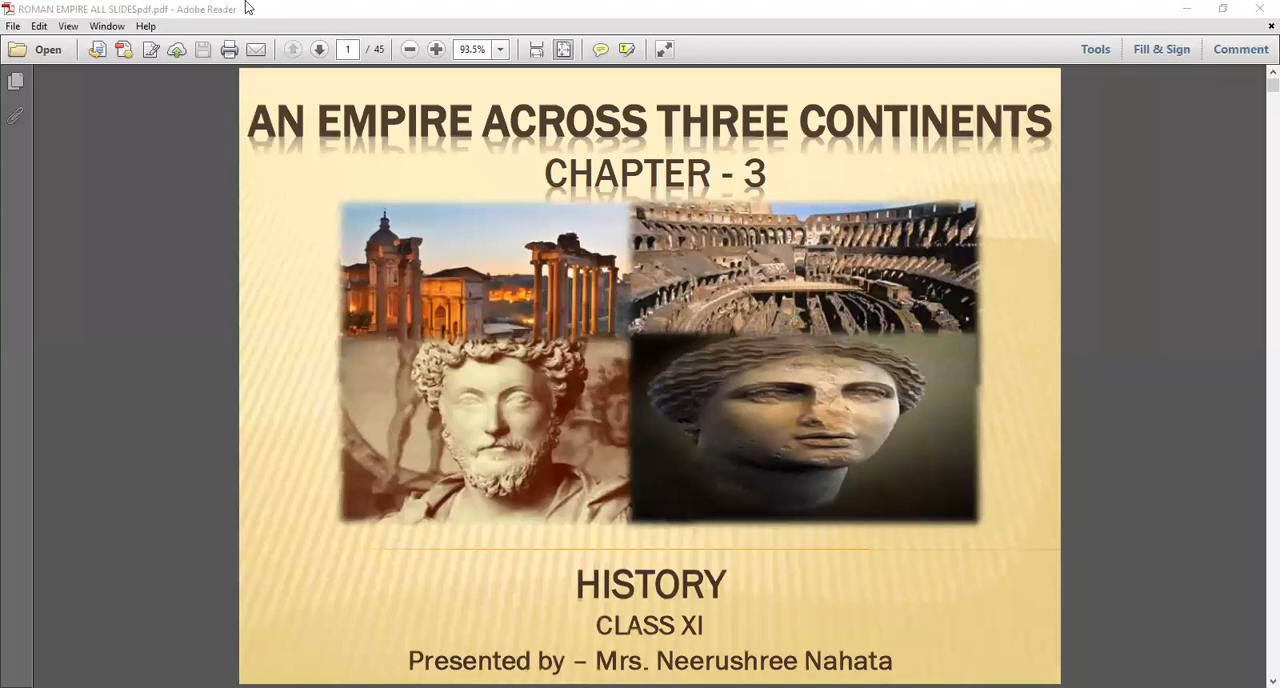 ROMAN EMPIRE ALL SLIDESpdf.pdf - Adobe Reader
File Edit View Window Help
Open 1 / 45 93.5% Tools Fill & Sign Comment
AN EMPIRE ACROSS THREE CONTINENTS
CHAPTER - 3
HISTORY
CLASS XI
Presented by – Mrs. Neerushree Nahata